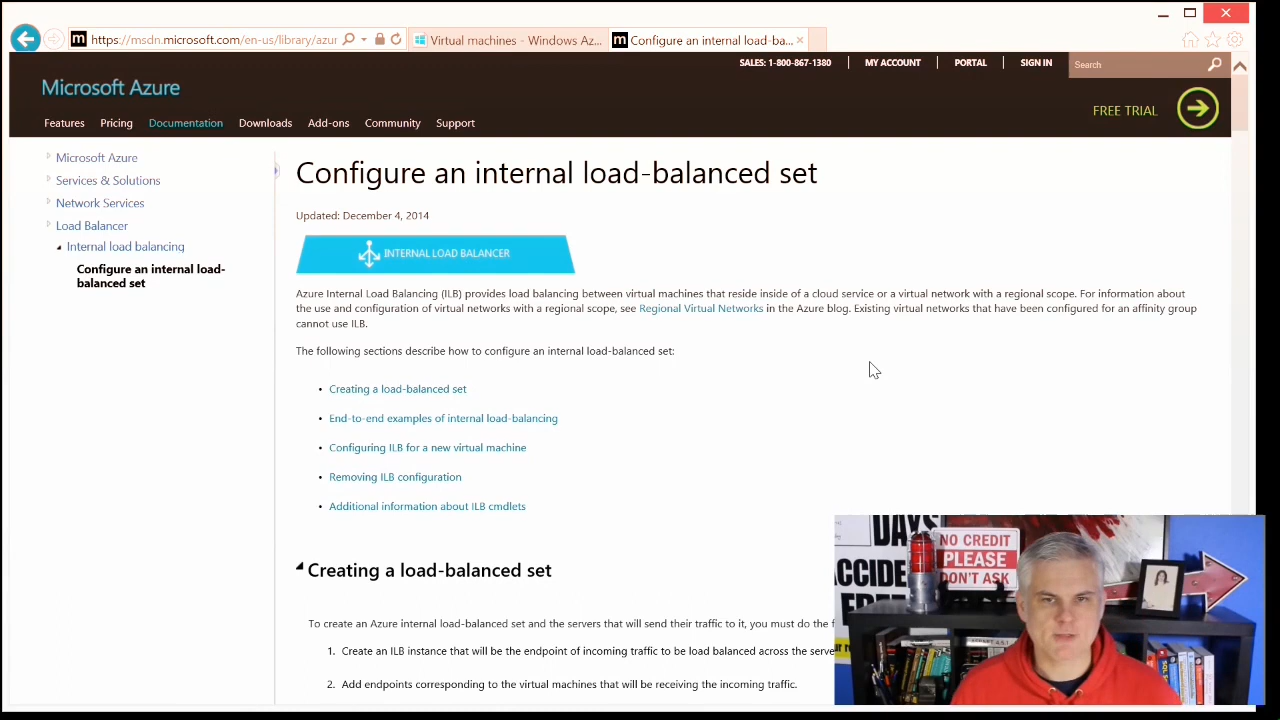 https://msdn.microsoft.com/en-us/library/azur
Virtual machines - Windows Az...
Configure an internal load-ba...
SALES: 1-800-867-1380
MY ACCOUNT
PORTAL
SIGN IN
Search
Microsoft Azure
FREE TRIAL
Features
Pricing
Documentation
Downloads
Add-ons
Community
Support
Microsoft Azure
Services & Solutions
Network Services
Load Balancer
Internal load balancing
Configure an internal load-
balanced set
Configure an internal load-balanced set
Updated: December 4, 2014
INTERNAL LOAD BALANCER
Azure Internal Load Balancing (ILB) provides load balancing between virtual machines that reside inside of a cloud service or a virtual network with a regional scope. For information about
the use and configuration of virtual networks with a regional scope, see Regional Virtual Networks in the Azure blog. Existing virtual networks that have been configured for an affinity group
cannot use ILB.
The following sections describe how to configure an internal load-balanced set:
• Creating a load-balanced set
• End-to-end examples of internal load-balancing
• Configuring ILB for a new virtual machine
• Removing ILB configuration
• Additional information about ILB cmdlets
Creating a load-balanced set
To create an Azure internal load-balanced set and the servers that will send their traffic to it, you must do the f
1. Create an ILB instance that will be the endpoint of incoming traffic to be load balanced across the serve
2. Add endpoints corresponding to the virtual machines that will be receiving the incoming traffic.
DAYS
ACCIDE
FREE
NO CREDIT
PLEASE
DON'T ASK